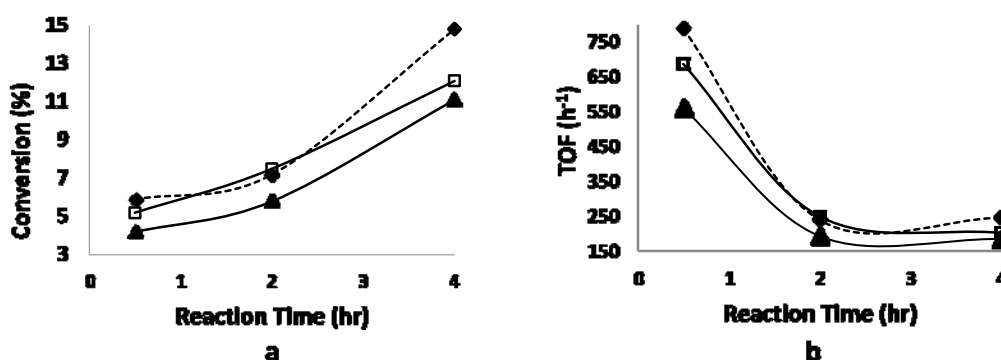 15
13
11
9
7
5
3
Conversion (%)
0 1 2 3 4
Reaction Time (hr)
a
750
650
550
450
350
250
150
TOF (h⁻¹)
0 1 2 3 4
Reaction Time (hr)
b